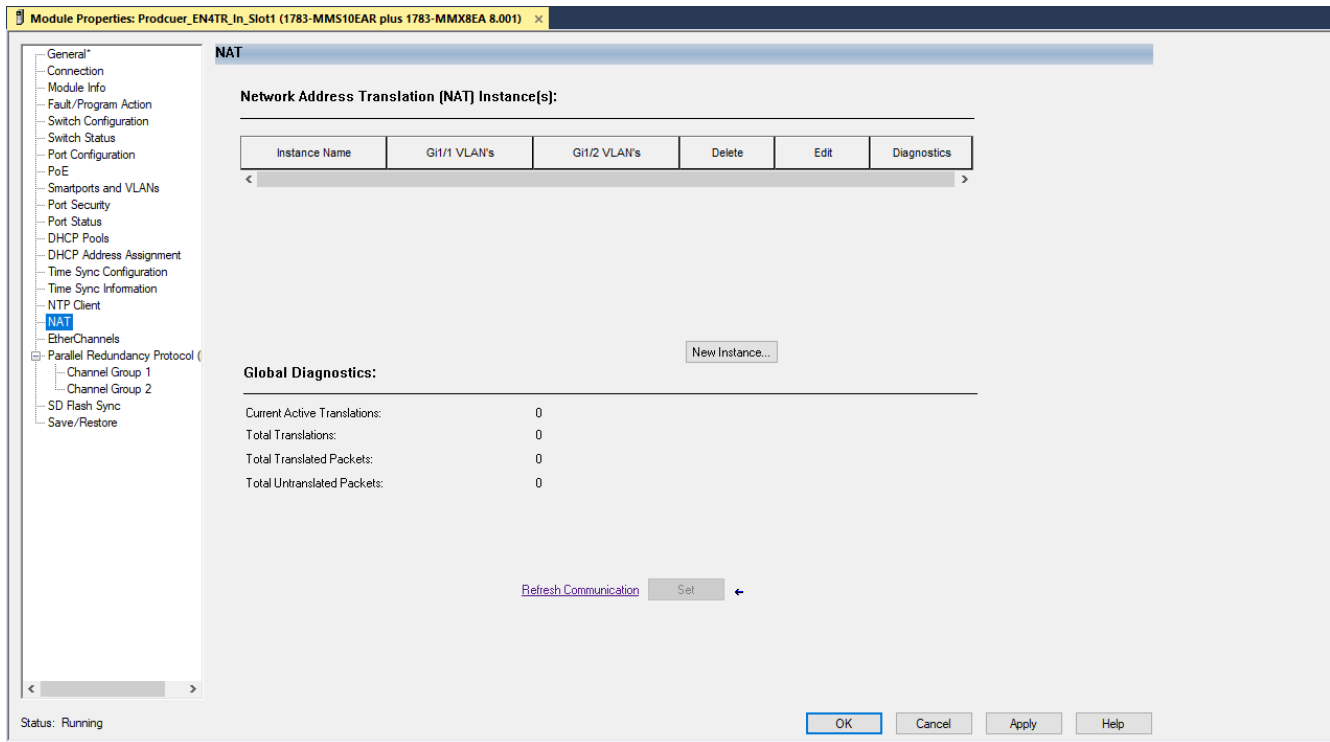 Module Properties: Prodcuer_EN4TR_In_Slot1 (1783-MMS10EAR plus 1783-MMX8EA 8.001) ×
General*
Connection
Module Info
Fault/Program Action
Switch Configuration
Switch Status
Port Configuration
PoE
Smartports and VLANs
Port Security
Port Status
DHCP Pools
DHCP Address Assignment
Time Sync Configuration
Time Sync Information
NTP Client
NAT
EtherChannels
Parallel Redundancy Protocol (
Channel Group 1
Channel Group 2
SD Flash Sync
Save/Restore
NAT
Network Address Translation (NAT) Instance(s):
Instance Name Gi1/1 VLAN's Gi1/2 VLAN's Delete Edit Diagnostics
New Instance...
Global Diagnostics:
Current Active Translations: 0
Total Translations: 0
Total Translated Packets: 0
Total Untranslated Packets: 0
Refresh Communication Set
Status: Running
OK Cancel Apply Help